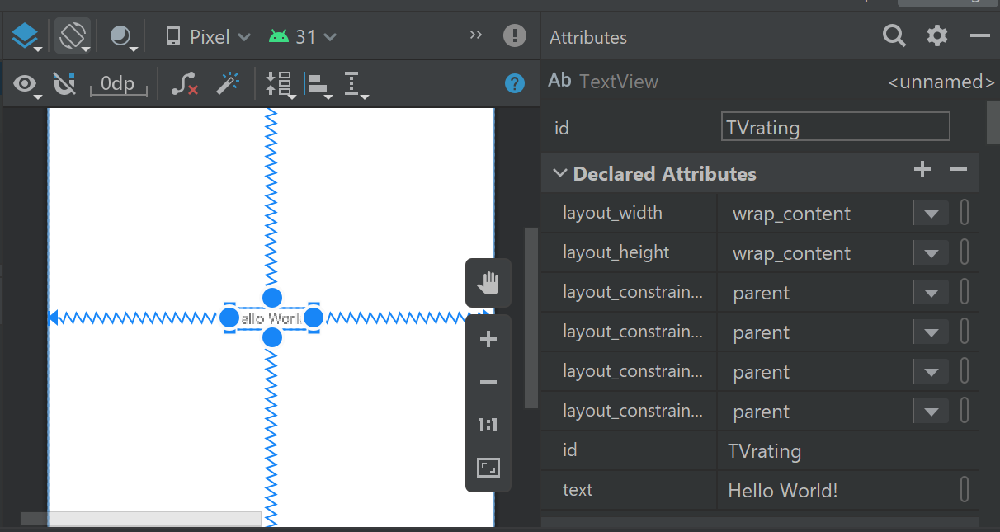 Pixel 31
Attributes
0dp ?
Ab TextView <unnamed>
id TVrating
Declared Attributes
layout_width wrap_content
layout_height wrap_content
layout_constrain... parent
layout_constrain... parent
layout_constrain... parent
layout_constrain... parent
id TVrating
text Hello World!
ello Worl
1:1